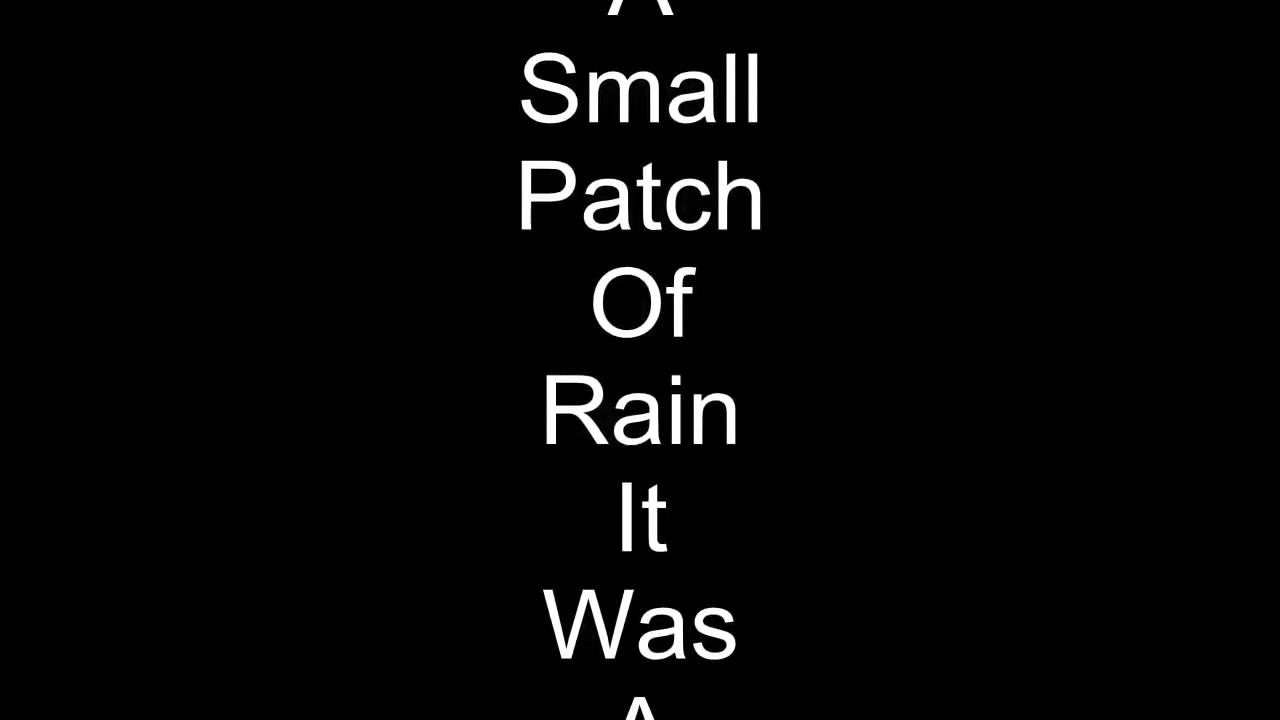 A
Small
Patch
Of
Rain
It
Was
A